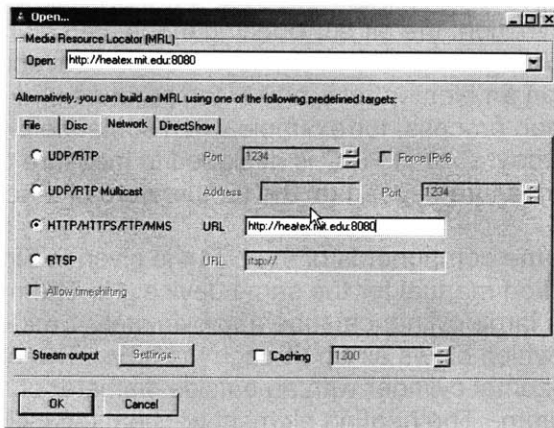 Open...
Media Resource Locator (MRL)
Open: http://heatex.mit.edu:8080
Alternatively, you can build an MRL using one of the following predefined targets:
File Disc Network DirectShow
UDP/RTP Port 1234 Force IPv6
UDP/RTP Multicast Address Port 1234
HTTP/HTTPS/FTP/MMS URL http://heatex.mit.edu:8080
RTSP URL rtsp://
Allow timeshifting
Stream output Settings... Caching 1200
OK Cancel